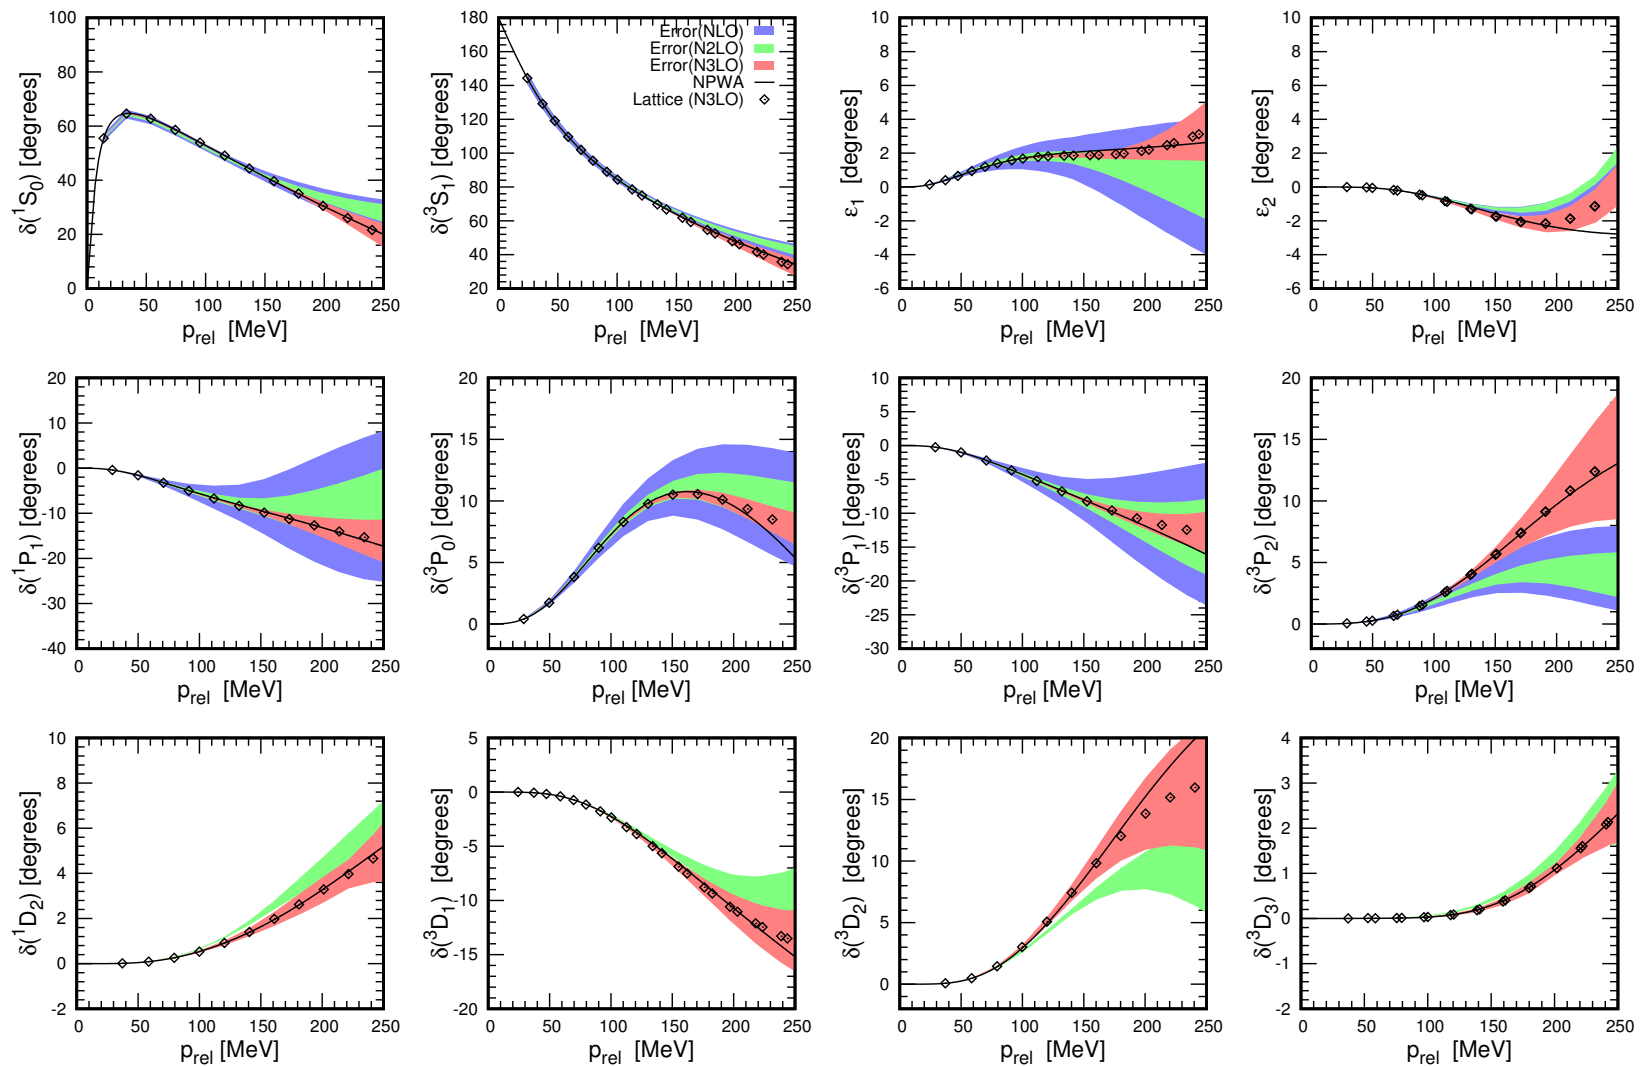 100
80
60
40
20
0
0 50 100 150 200 250
δ(¹S₀) [degrees]
p_rel [MeV]
180
160
140
120
100
80
60
40
20
0 50 100 150 200 250
δ(³S₁) [degrees]
p_rel [MeV]
Error(NLO)
Error(N2LO)
Error(N3LO)
NPWA
Lattice (N3LO)
10
8
6
4
2
0
-2
-4
-6
0 50 100 150 200 250
ε₁ [degrees]
p_rel [MeV]
10
8
6
4
2
0
-2
-4
-6
0 50 100 150 200 250
ε₂ [degrees]
p_rel [MeV]
20
10
0
-10
-20
-30
-40
0 50 100 150 200 250
δ(¹P₁) [degrees]
p_rel [MeV]
20
15
10
5
0
0 50 100 150 200 250
δ(³P₀) [degrees]
p_rel [MeV]
10
5
0
-5
-10
-15
-20
-25
-30
0 50 100 150 200 250
δ(³P₁) [degrees]
p_rel [MeV]
20
15
10
5
0
0 50 100 150 200 250
δ(³P₂) [degrees]
p_rel [MeV]
10
8
6
4
2
0
-2
0 50 100 150 200 250
δ(¹D₂) [degrees]
p_rel [MeV]
5
0
-5
-10
-15
-20
0 50 100 150 200 250
δ(³D₁) [degrees]
p_rel [MeV]
20
15
10
5
0
0 50 100 150 200 250
δ(³D₂) [degrees]
p_rel [MeV]
4
3
2
1
0
-1
-2
0 50 100 150 200 250
δ(³D₃) [degrees]
p_rel [MeV]